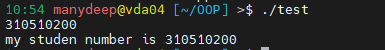 10:54 manydeep@vda04 [~/OOP] >$ ./test
310510200
my studen number is 310510200